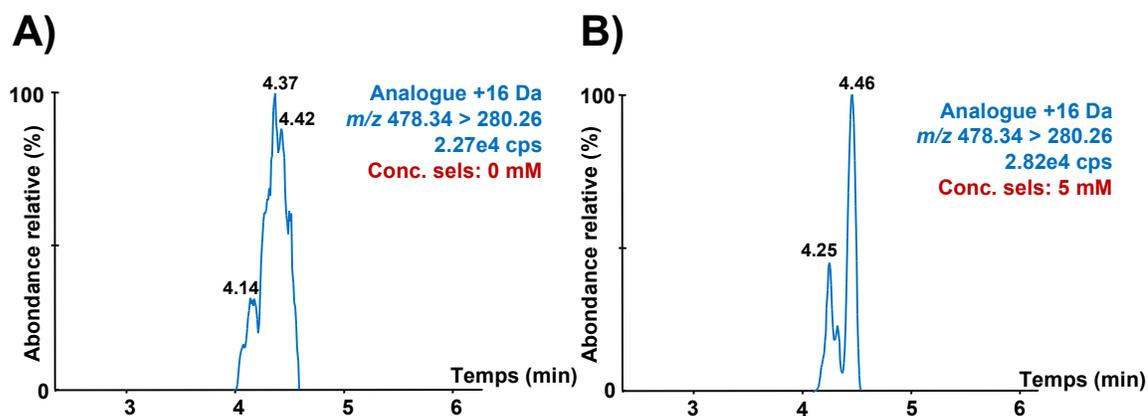 A)
Abondance relative (%)
100
0
4.37
4.42
4.14
Analogue +16 Da
m/z 478.34 > 280.26
2.27e4 cps
Conc. sels: 0 mM
Temps (min)
3 4 5 6
B)
Abondance relative (%)
100
0
4.46
4.25
Analogue +16 Da
m/z 478.34 > 280.26
2.82e4 cps
Conc. sels: 5 mM
Temps (min)
3 4 5 6